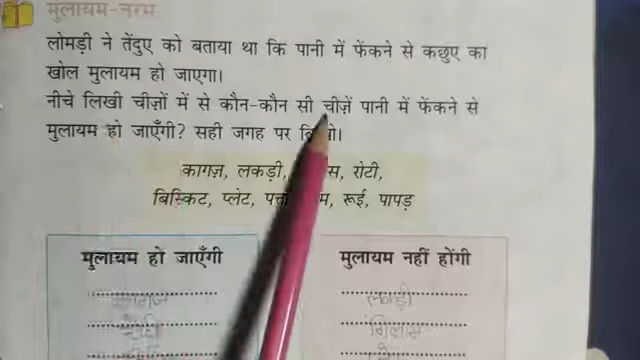 मुलायम-नरम
लोमड़ी ने तेंदुए को बताया था कि पानी में फेंकने से कछुए का
खोल मुलायम हो जाएगा।
नीचे लिखी चीज़ों में से कौन-कौन सी चीज़ें पानी में फेंकने से
मुलायम हो जाएँगी? सही जगह पर
कागज़, लकड़ी, रोटी,
बिस्किट, प्लेट, रूई, पापड़
मुलायम हो जाएँगी मुलायम नहीं होंगी
कागज लकड़ी
रोटी गिलास